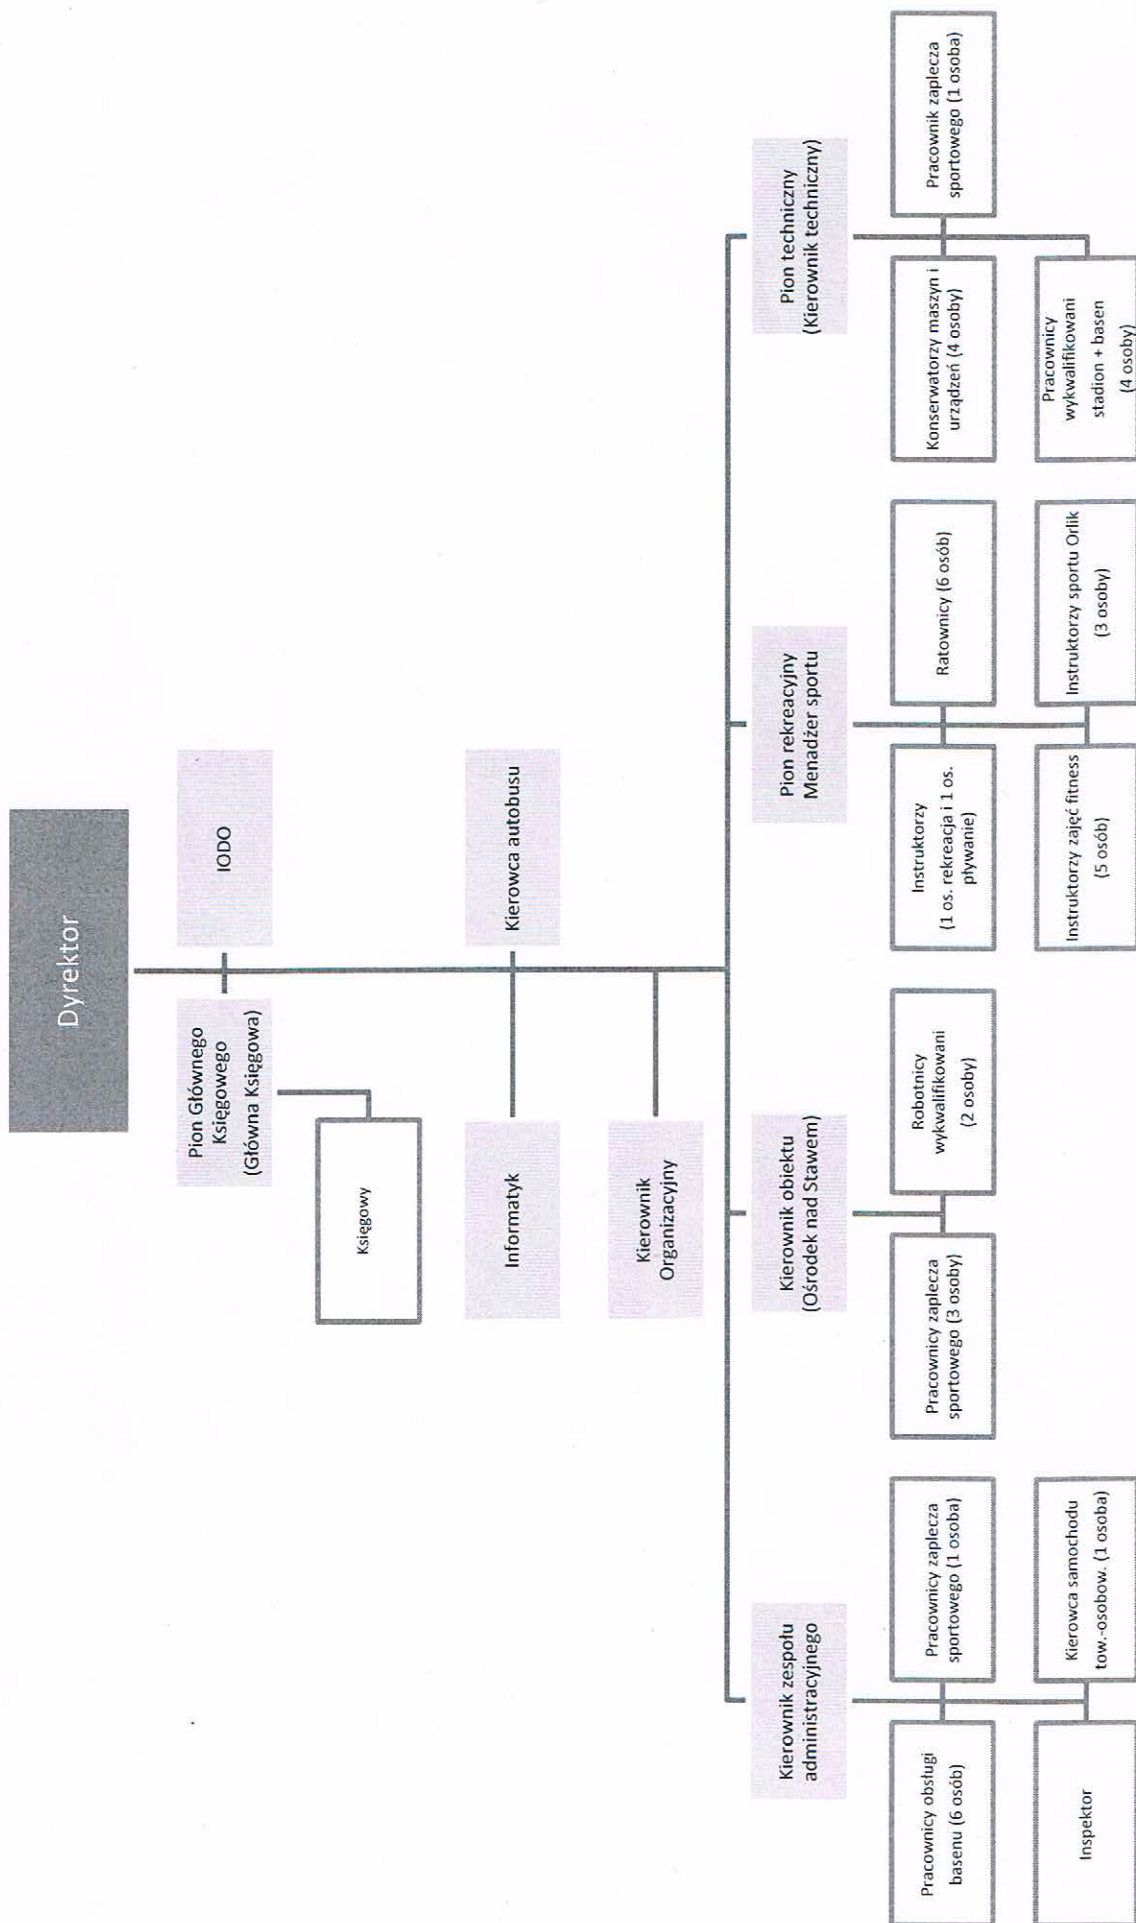 Dyrektor
Pion Głównego
Księgowego
(Główna Księgowa)
IODO
Księgowy
Informatyk
Kierowca autobusu
Kierownik
Organizacyjny
Kierownik zespołu
administracyjnego
Kierownik obiektu
(Ośrodek nad Stawem)
Pion rekreacyjny
Menadżer sportu
Pion techniczny
(Kierownik techniczny)
Pracownicy obsługi
basenu (6 osób)
Pracownicy zaplecza
sportowego (1 osoba)
Pracownicy zaplecza
sportowego (3 osoby)
Robotnicy
wykwalifikowani
(2 osoby)
Instruktorzy
(1 os. rekreacja i 1 os.
pływanie)
Ratownicy (6 osób)
Konserwatorzy maszyn i
urządzeń (4 osoby)
Pracownik zaplecza
sportowego (1 osoba)
Inspektor
Kierowca samochodu
tow.-osobow. (1 osoba)
Instruktorzy zajęć fitness
(5 osób)
Instruktorzy sportu Orlik
(3 osoby)
Pracownicy
wykwalifikowani
stadion + basen
(4 osoby)